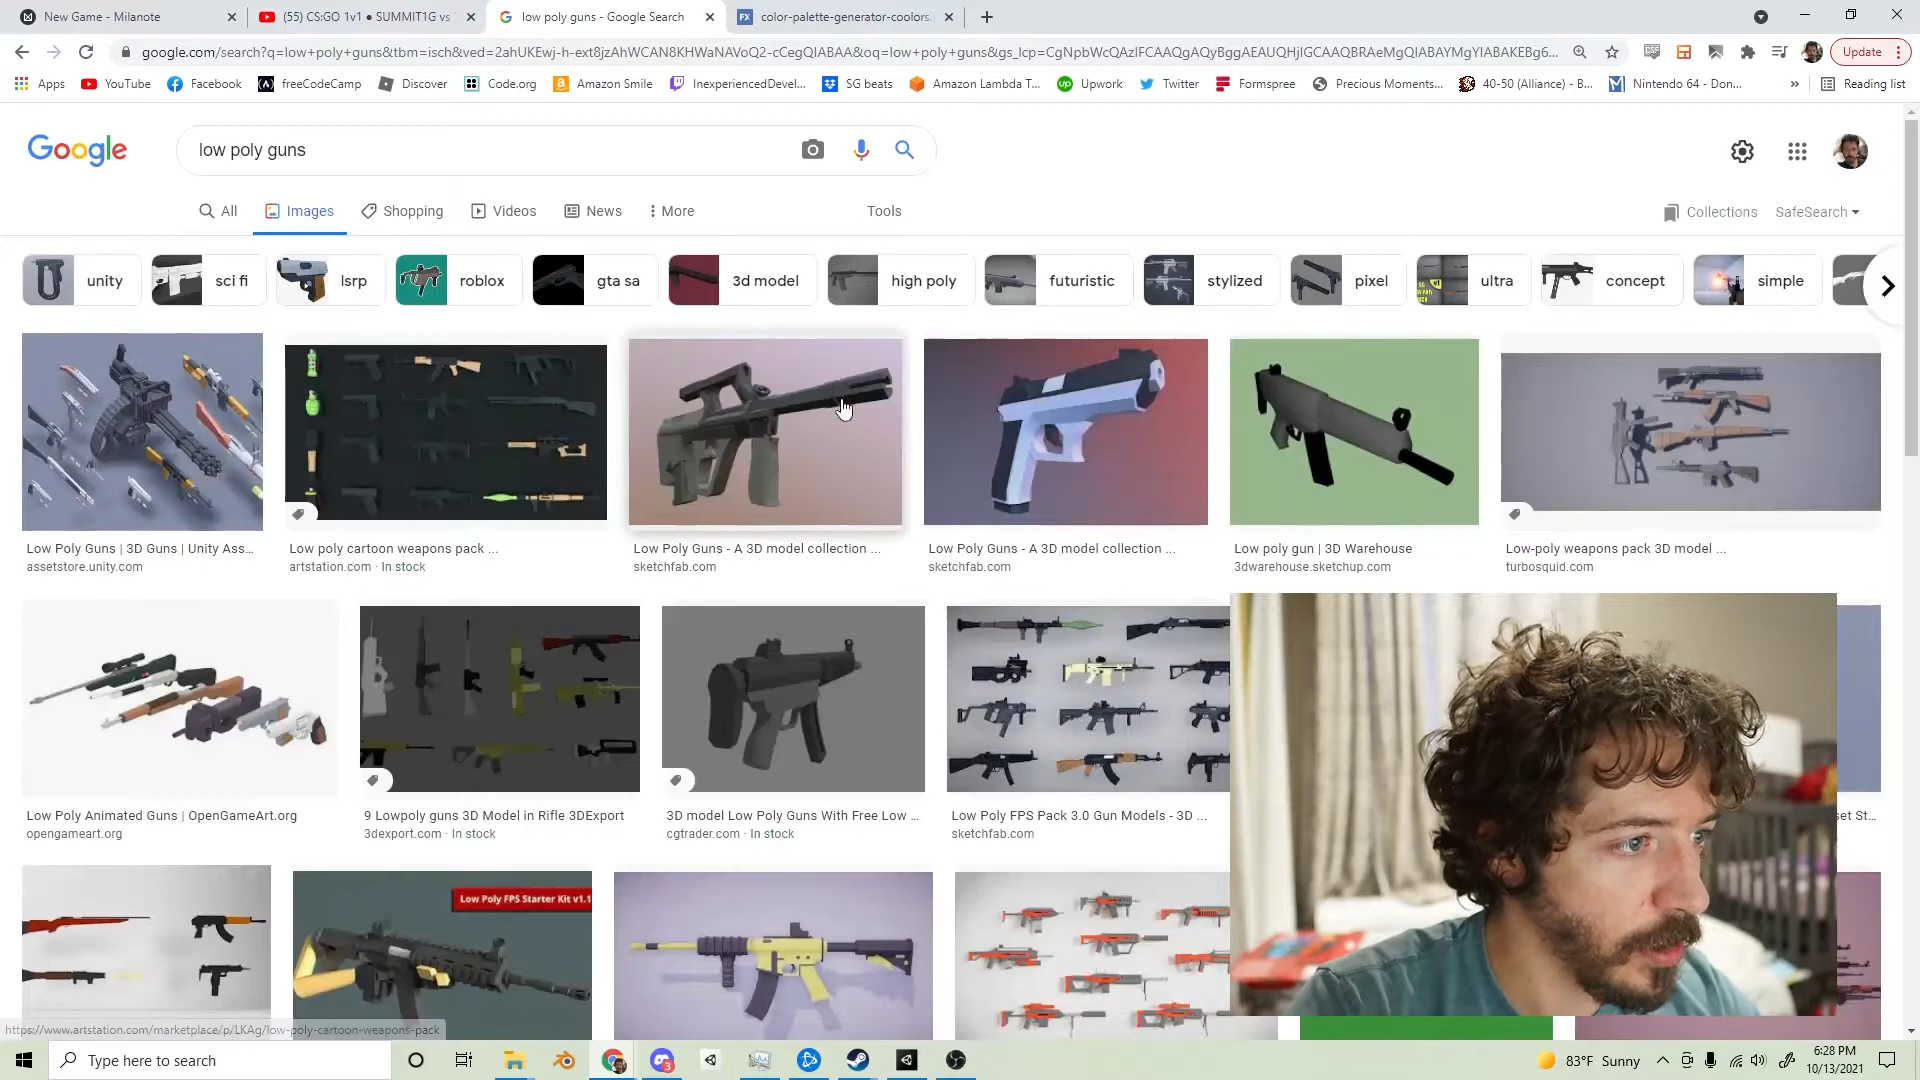 New Game - Milanote
(55) CS:GO 1v1 ● SUMMIT1G vs
low poly guns - Google Search
color-palette-generator-coolors.
google.com/search?q=low+poly+guns&tbm=isch&ved=2ahUKEwj-h-ext8jzAhWCAN8KHWaNAVoQ2-cCegQIABAA&oq=low+poly+guns&gs_lcp=CgNpbWcQAzIFCAAQgAQyBggAEAUQHjIGCAAQBRAeMgQIABAYMgYIABAKEBg6...
Update
Apps
YouTube
Facebook
freeCodeCamp
Discover
Code.org
Amazon Smile
InexperiencedDevel...
SG beats
Amazon Lambda T...
Upwork
Twitter
Formspree
Precious Moments...
40-50 (Alliance) - B...
Nintendo 64 - Don...
»
Reading list
Google
low poly guns
All
Images
Shopping
Videos
News
More
Tools
Collections
SafeSearch
unity
sci fi
lsrp
roblox
gta sa
3d model
high poly
futuristic
stylized
pixel
ultra
concept
simple
Low Poly Guns | 3D Guns | Unity Ass...
assetstore.unity.com
Low poly cartoon weapons pack ...
artstation.com · In stock
Low Poly Guns - A 3D model collection ...
sketchfab.com
Low Poly Guns - A 3D model collection ...
sketchfab.com
Low poly gun | 3D Warehouse
3dwarehouse.sketchup.com
Low-poly weapons pack 3D model ...
turbosquid.com
Low Poly Animated Guns | OpenGameArt.org
opengameart.org
9 Lowpoly guns 3D Model in Rifle 3DExport
3dexport.com · In stock
3D model Low Poly Guns With Free Low ...
cgtrader.com · In stock
Low Poly FPS Pack 3.0 Gun Models - 3D ...
sketchfab.com
set St...
Low Poly FPS Starter Kit v1.1
https://www.artstation.com/marketplace/p/LKAg/low-poly-cartoon-weapons-pack
Type here to search
3
83°F Sunny
6:28 PM
10/13/2021